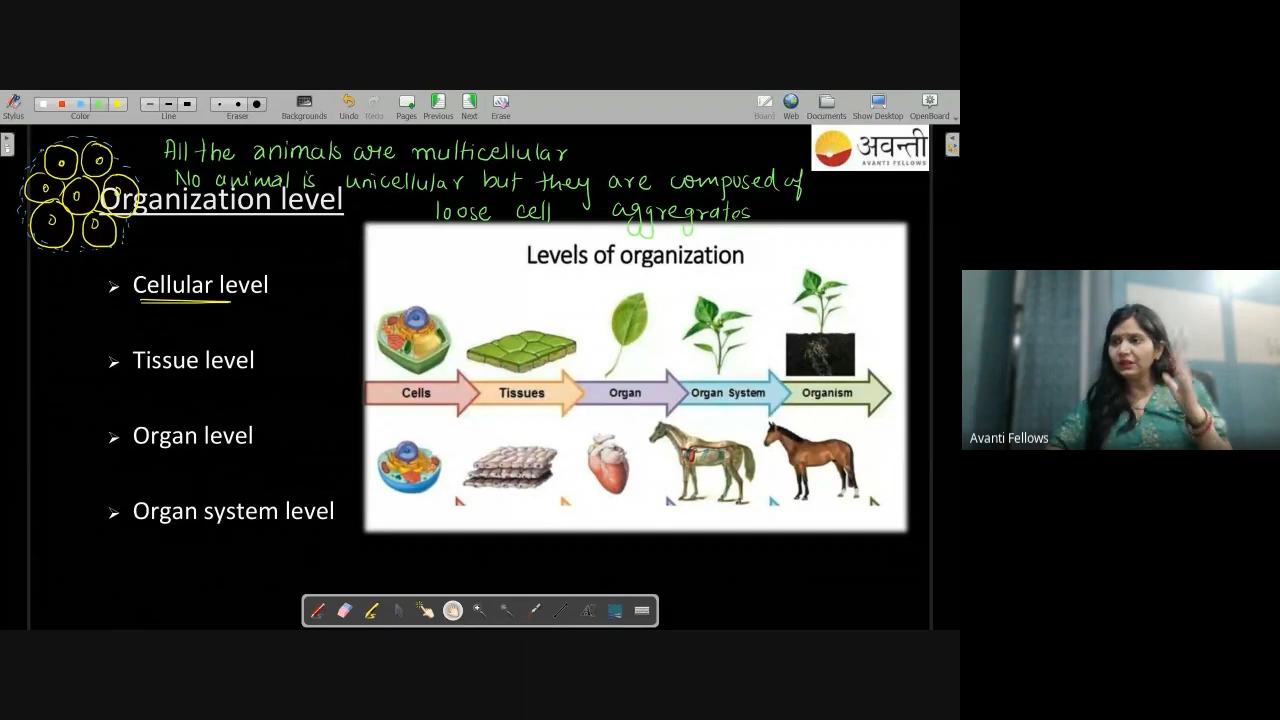 Stylus
Color
Line
Eraser
Backgrounds
Undo
Redo
Pages
Previous
Next
Erase
Board
Web
Documents
Show Desktop
OpenBoard
All the animals are multicellular
No animal is unicellular but they are composed of
loose cell aggregrates
अवन्ती
AVANTI FELLOWS
Organization level
Cellular level
Tissue level
Organ level
Organ system level
Levels of organization
Cells
Tissues
Organ
Organ System
Organism
Avanti Fellows